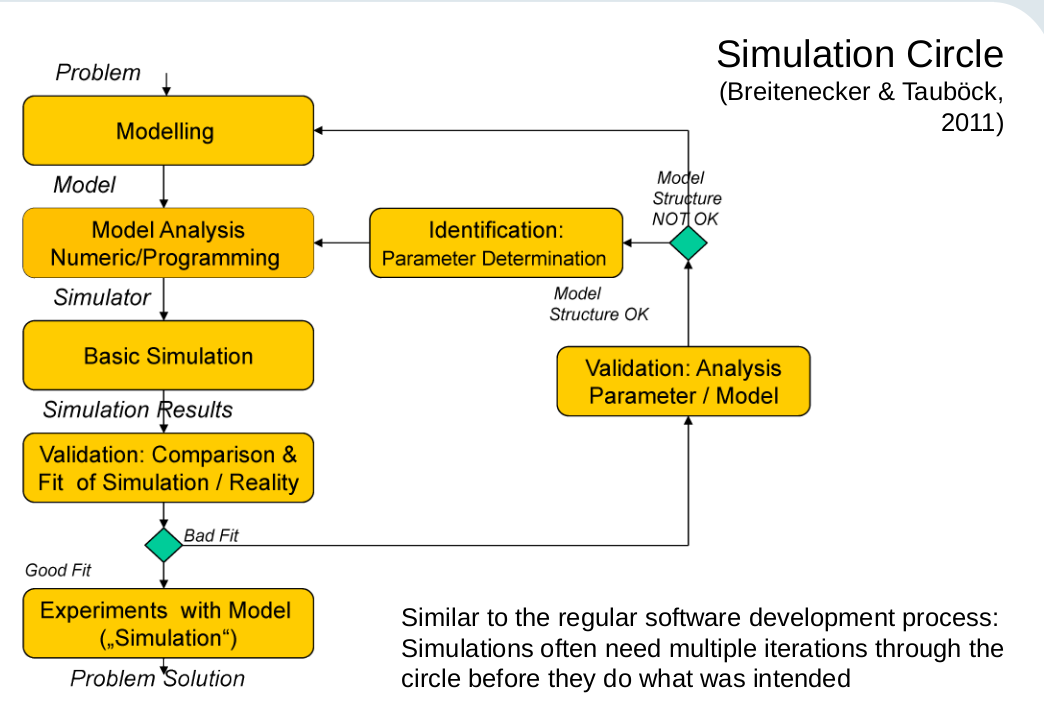 Simulation Circle
(Breitenecker & Tauböck,
2011)
Problem
Modelling
Model
Model Analysis
Numeric/Programming
Simulator
Basic Simulation
Simulation Results
Validation: Comparison &
Fit of Simulation / Reality
Bad Fit
Good Fit
Experiments with Model
(„Simulation“)
Problem Solution
Identification:
Parameter Determination
Model
Structure
NOT OK
Model
Structure OK
Validation: Analysis
Parameter / Model
Similar to the regular software development process:
Simulations often need multiple iterations through the
circle before they do what was intended